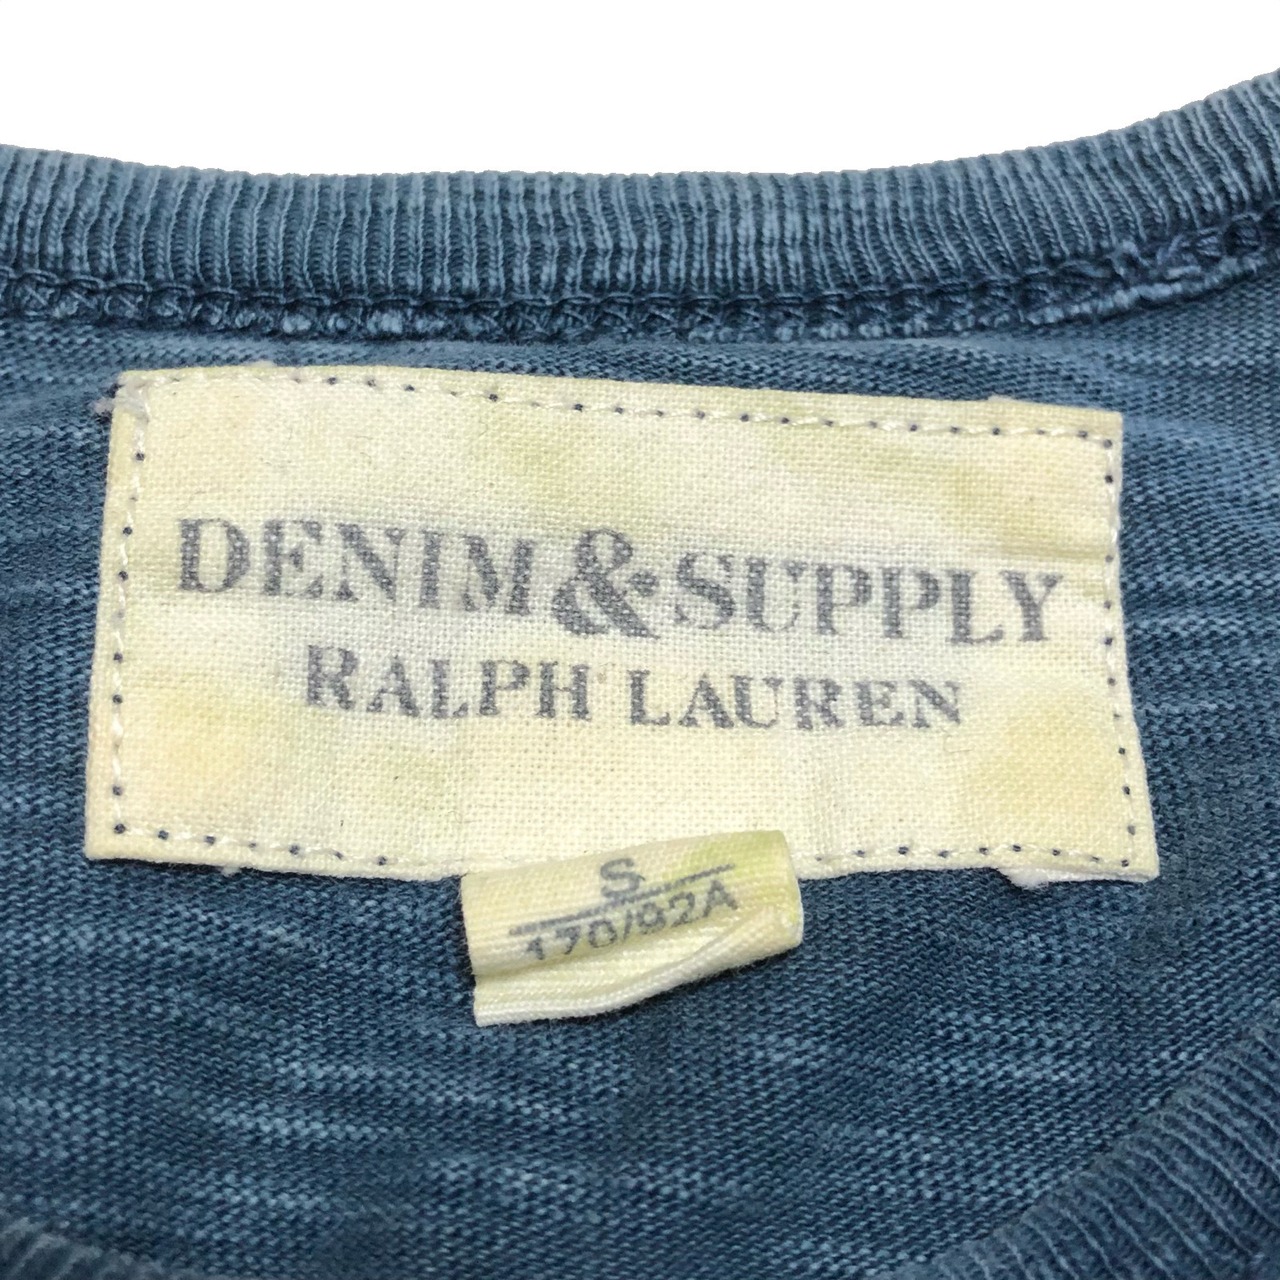 DENIM & SUPPLY
RALPH LAUREN
S
170/92A